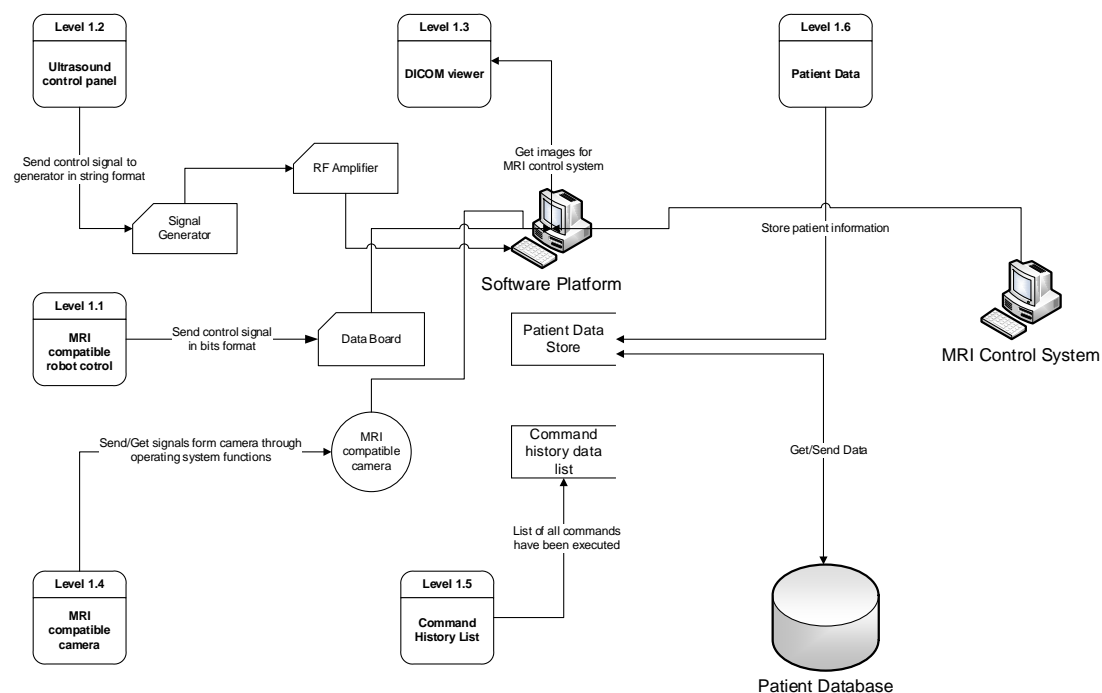 Level 1.2
Ultrasound
control panel
Level 1.3
DICOM viewer
Level 1.6
Patient Data
Send control signal to
generator in string format
Signal
Generator
RF Amplifier
Get images for
MRI control system
Software Platform
Store patient information
MRI Control System
Level 1.1
MRI
compatible
robot cotrol
Send control signal
in bits format
Data Board
Patient Data
Store
Send/Get signals form camera through
operating system functions
MRI
compatible
camera
Command
history data
list
Get/Send Data
List of all commands
have been executed
Level 1.4
MRI
compatible
camera
Level 1.5
Command
History List
Patient Database